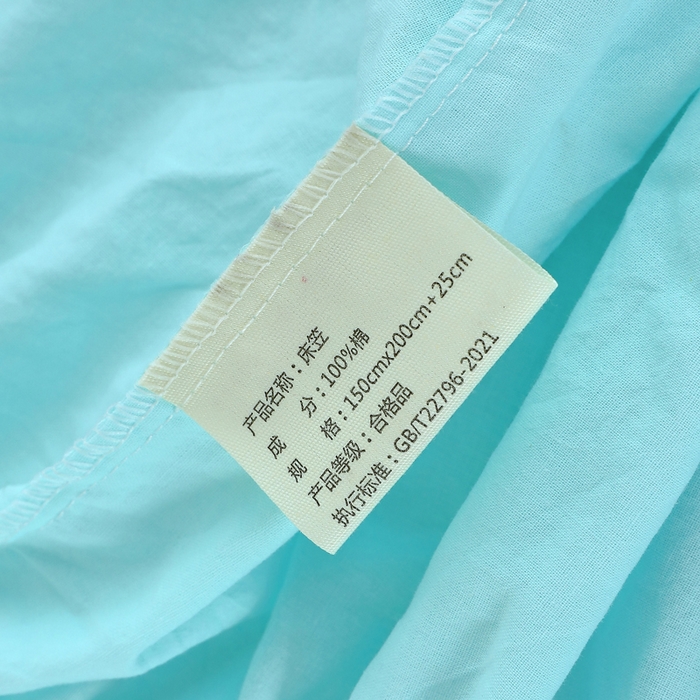 产品名称：床笠
成 分：100%棉
规 格：150cmx200cm+25cm
产品等级：合格品
执行标准：GB/T22796-2021